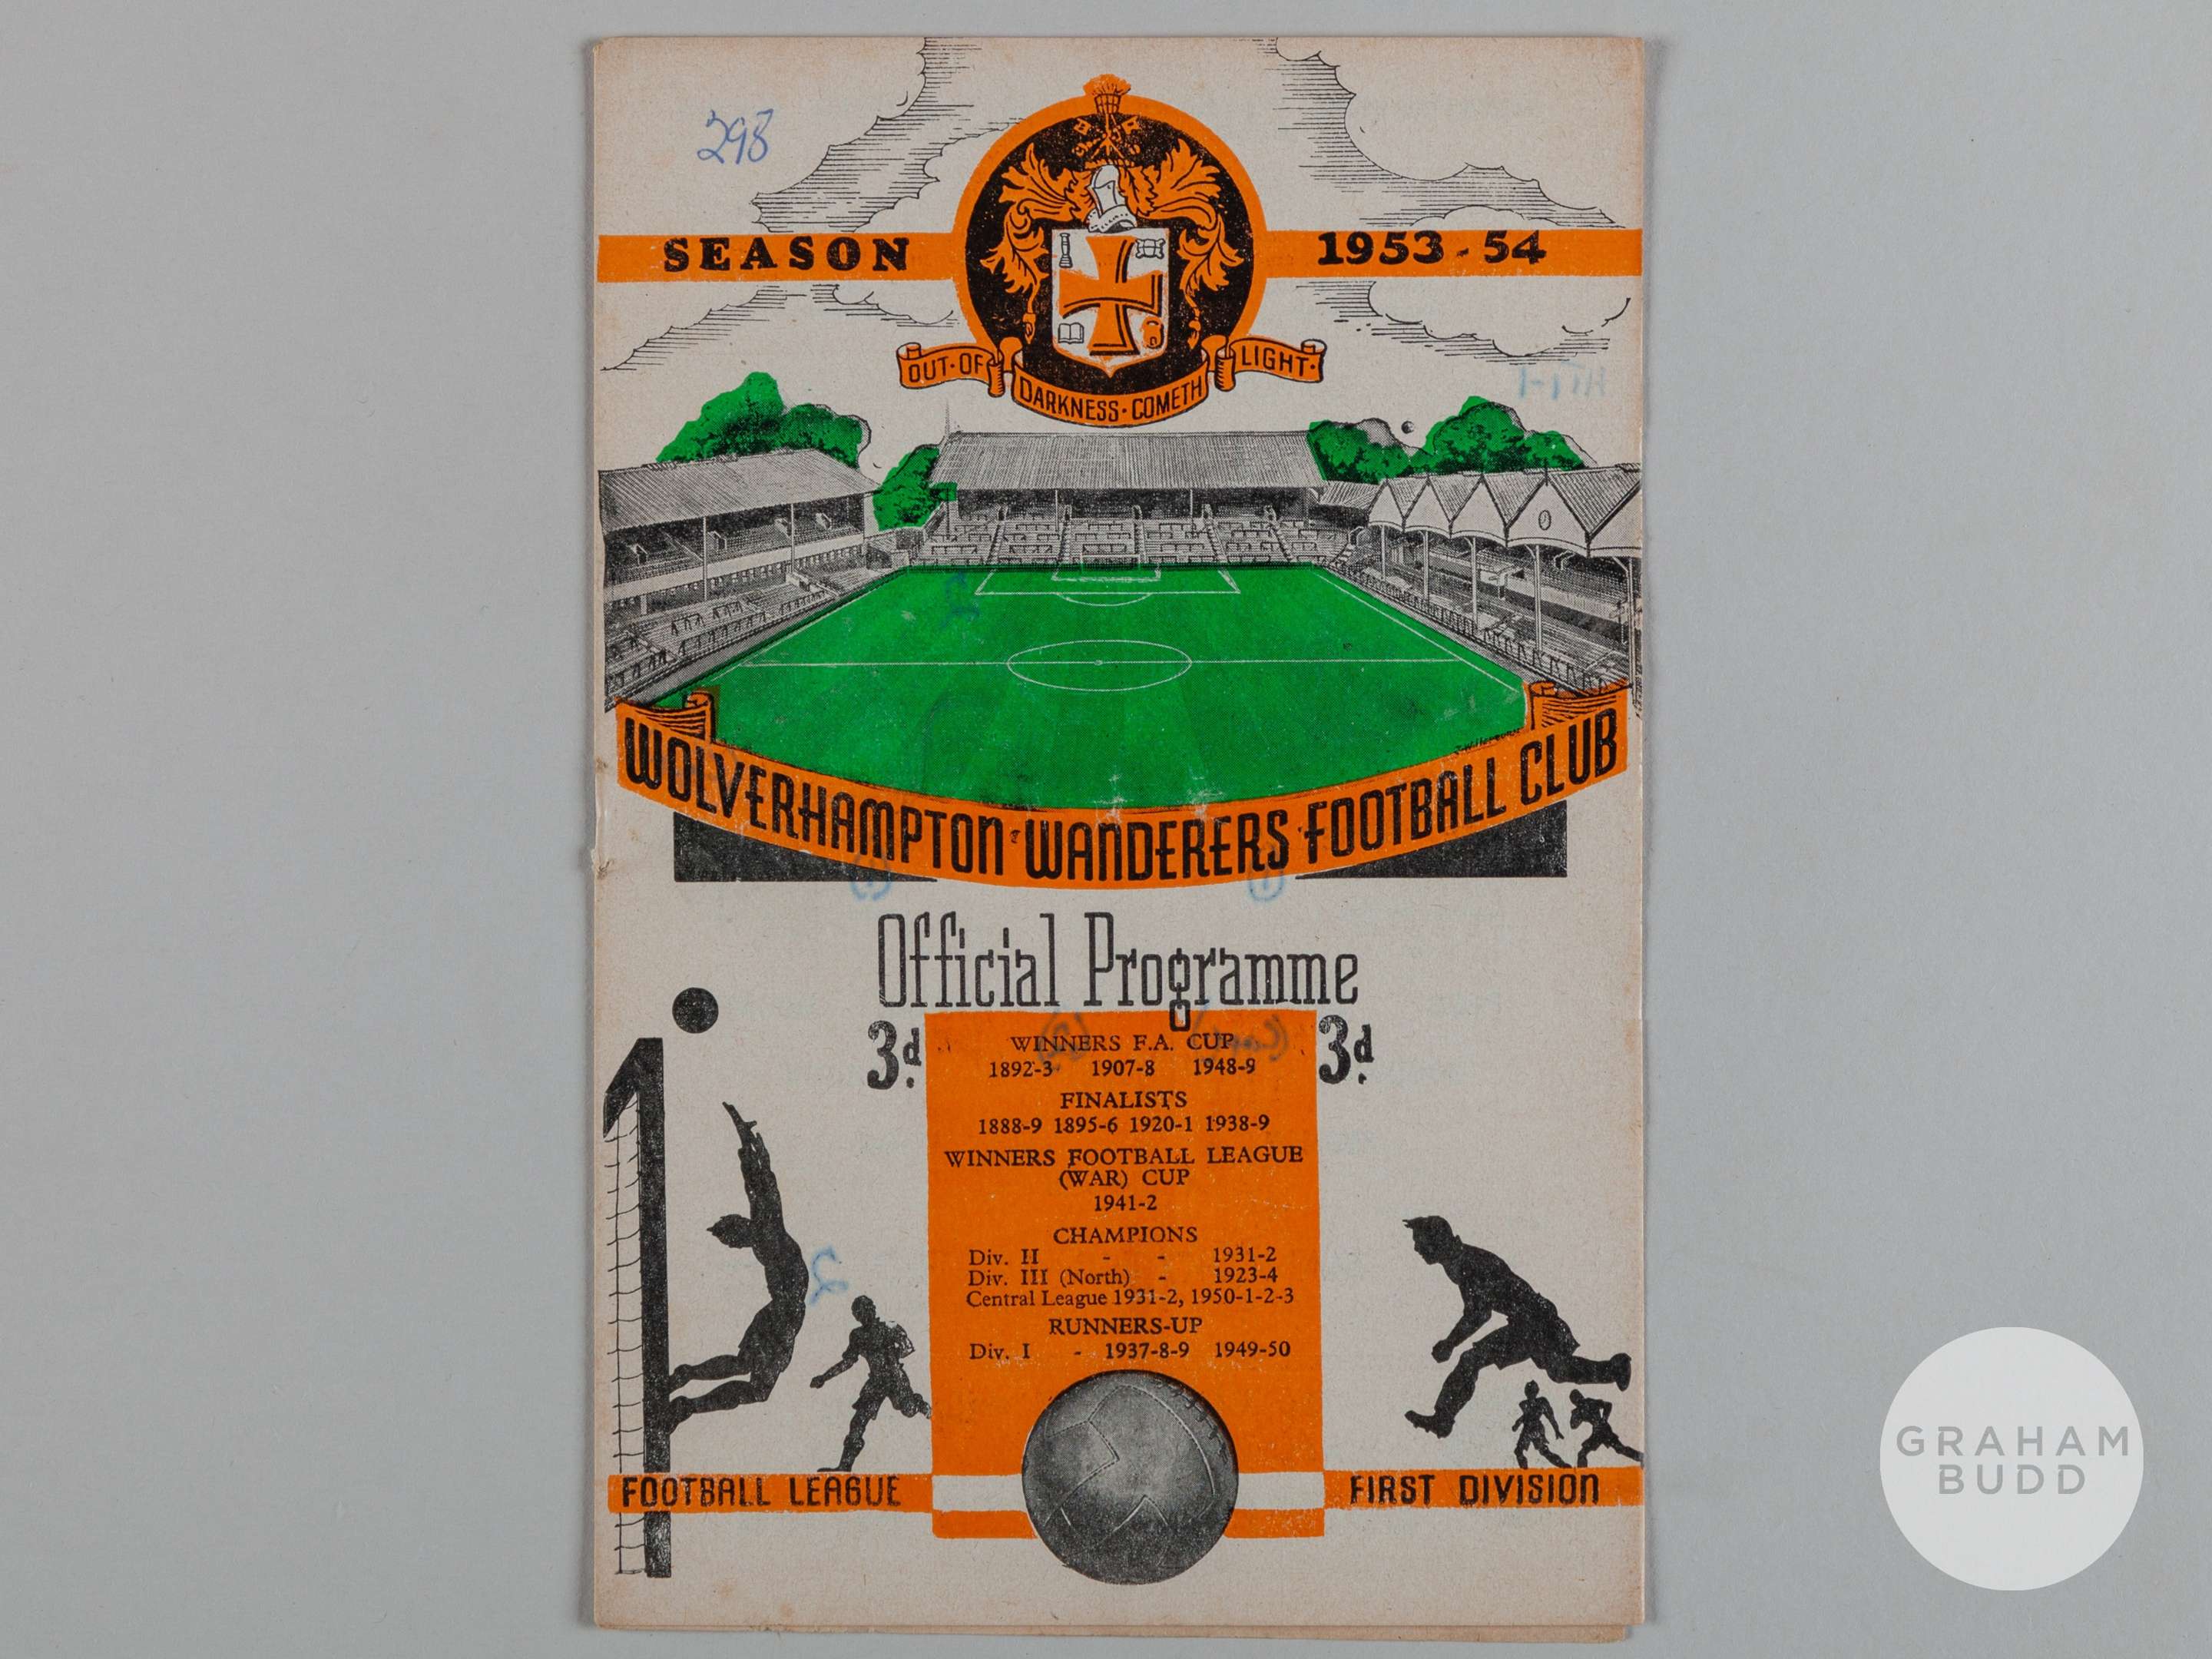 298
SEASON 1953-54
OUT·OF DARKNESS·COMETH LIGHT·
WOLVERHAMPTON·WANDERERS FOOTBALL CLUB
Official Programme
3d. 3d.
WINNERS F.A. CUP
1892-3 1907-8 1948-9
FINALISTS
1888-9 1895-6 1920-1 1938-9
WINNERS FOOTBALL LEAGUE
(WAR) CUP
1941-2
CHAMPIONS
Div. II - - 1931-2
Div. III (North) - 1923-4
Central League 1931-2, 1950-1-2-3
RUNNERS-UP
Div. I - 1937-8-9 1949-50
FOOTBALL LEAGUE FIRST DIVISION
GRAHAM
BUDD